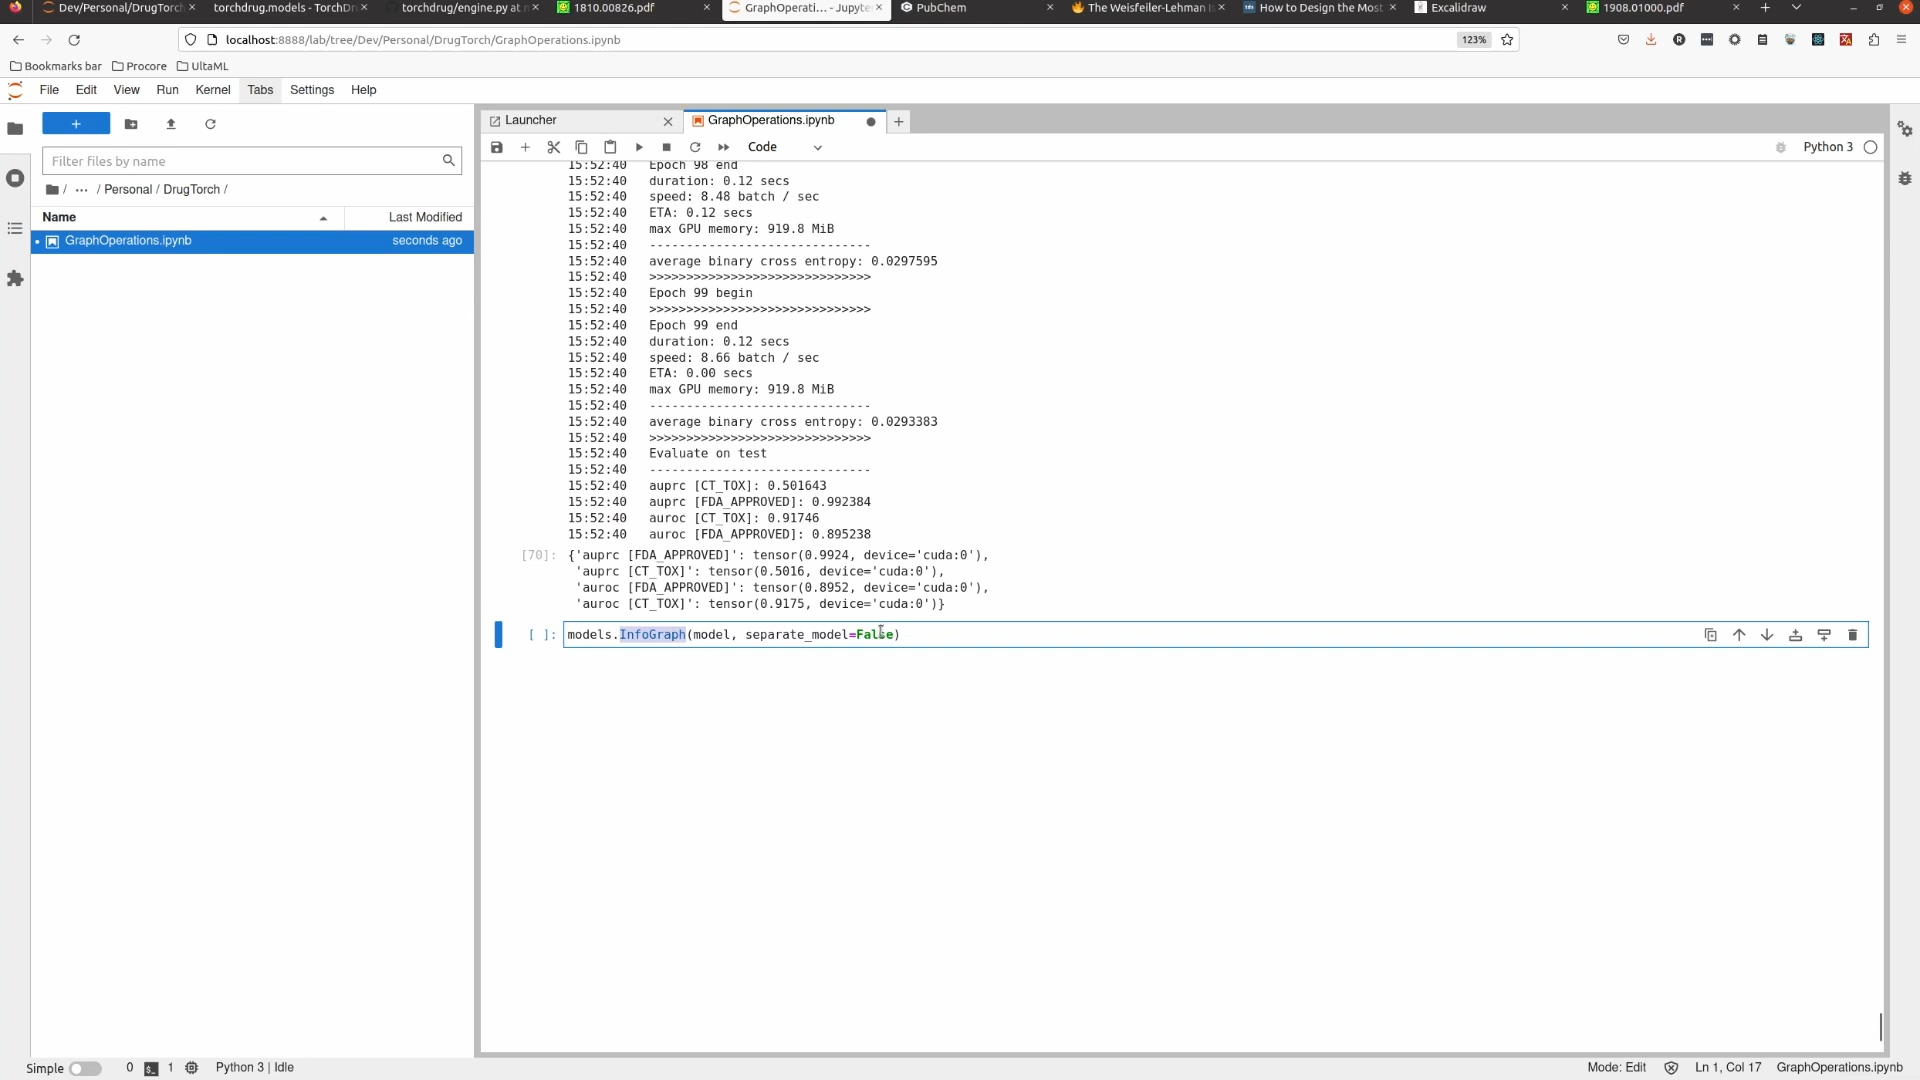 Dev/Personal/DrugTorch
torchdrug.models - TorchDr
torchdrug/engine.py at n
1810.00826.pdf
GraphOperati... - Jupyte
PubChem
The Weisfeiler-Lehman Is
How to Design the Most
Excalidraw
1908.01000.pdf
localhost:8888/lab/tree/Dev/Personal/DrugTorch/GraphOperations.ipynb
123%
Bookmarks bar
Procore
UltaML
File
Edit
View
Run
Kernel
Tabs
Settings
Help
+
Launcher
GraphOperations.ipynb
Filter files by name
/ ... / Personal / DrugTorch /
Name
Last Modified
GraphOperations.ipynb
seconds ago
Code
Python 3
15:52:40 Epoch 98 end
15:52:40 duration: 0.12 secs
15:52:40 speed: 8.48 batch / sec
15:52:40 ETA: 0.12 secs
15:52:40 max GPU memory: 919.8 MiB
15:52:40 ------------------------------
15:52:40 average binary cross entropy: 0.0297595
15:52:40 >>>>>>>>>>>>>>>>>>>>>>>>>>>>>>
15:52:40 Epoch 99 begin
15:52:40 >>>>>>>>>>>>>>>>>>>>>>>>>>>>>>
15:52:40 Epoch 99 end
15:52:40 duration: 0.12 secs
15:52:40 speed: 8.66 batch / sec
15:52:40 ETA: 0.00 secs
15:52:40 max GPU memory: 919.8 MiB
15:52:40 ------------------------------
15:52:40 average binary cross entropy: 0.0293383
15:52:40 >>>>>>>>>>>>>>>>>>>>>>>>>>>>>>
15:52:40 Evaluate on test
15:52:40 ------------------------------
15:52:40 auprc [CT_TOX]: 0.501643
15:52:40 auprc [FDA_APPROVED]: 0.992384
15:52:40 auroc [CT_TOX]: 0.91746
15:52:40 auroc [FDA_APPROVED]: 0.895238
[70]: {'auprc [FDA_APPROVED]': tensor(0.9924, device='cuda:0'),
'auprc [CT_TOX]': tensor(0.5016, device='cuda:0'),
'auroc [FDA_APPROVED]': tensor(0.8952, device='cuda:0'),
'auroc [CT_TOX]': tensor(0.9175, device='cuda:0')}
[ ]: models.InfoGraph(model, separate_model=False)
Simple
0
1
Python 3 | Idle
Mode: Edit
Ln 1, Col 17
GraphOperations.ipynb